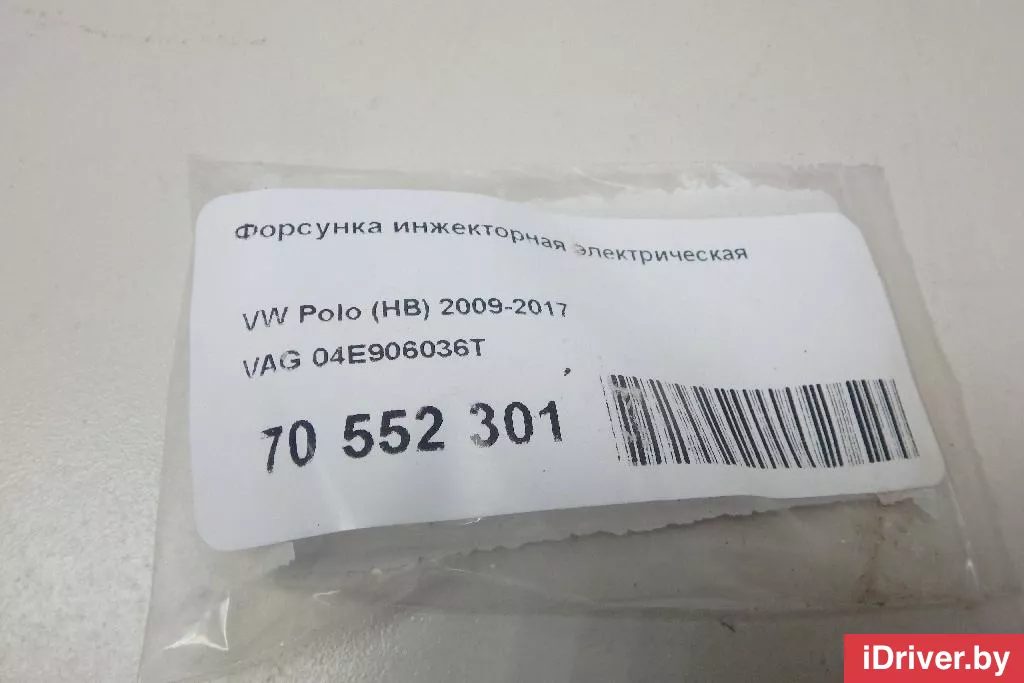 Форсунка инжекторная электрическая
VW Polo (HB) 2009-2017
VAG 04E906036T
70 552 301
iDriver.by